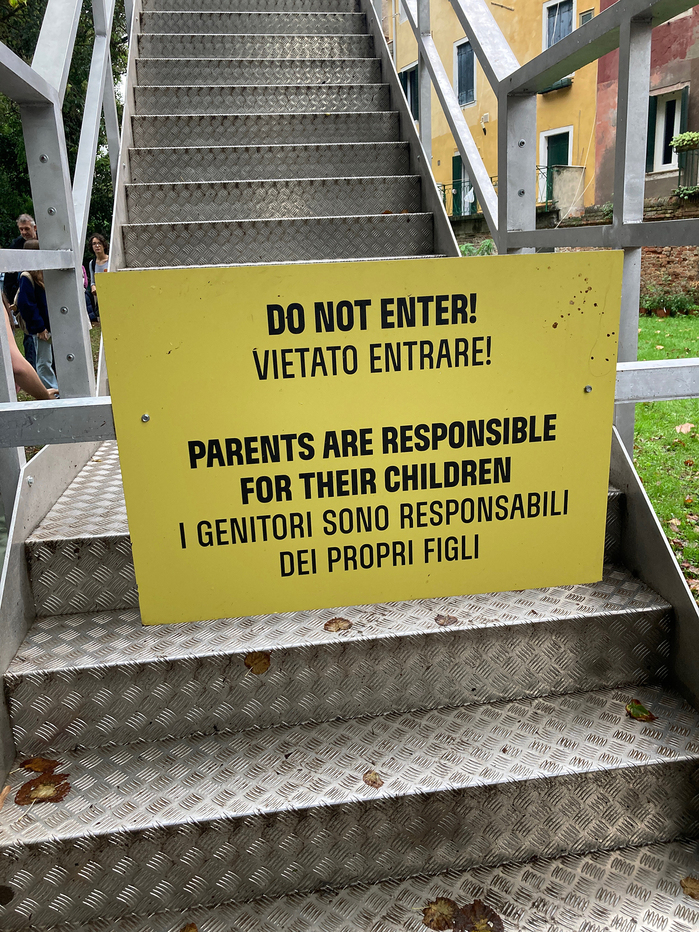 DO NOT ENTER!
VIETATO ENTRARE!
PARENTS ARE RESPONSIBLE
FOR THEIR CHILDREN
I GENITORI SONO RESPONSABILI
DEI PROPRI FIGLI